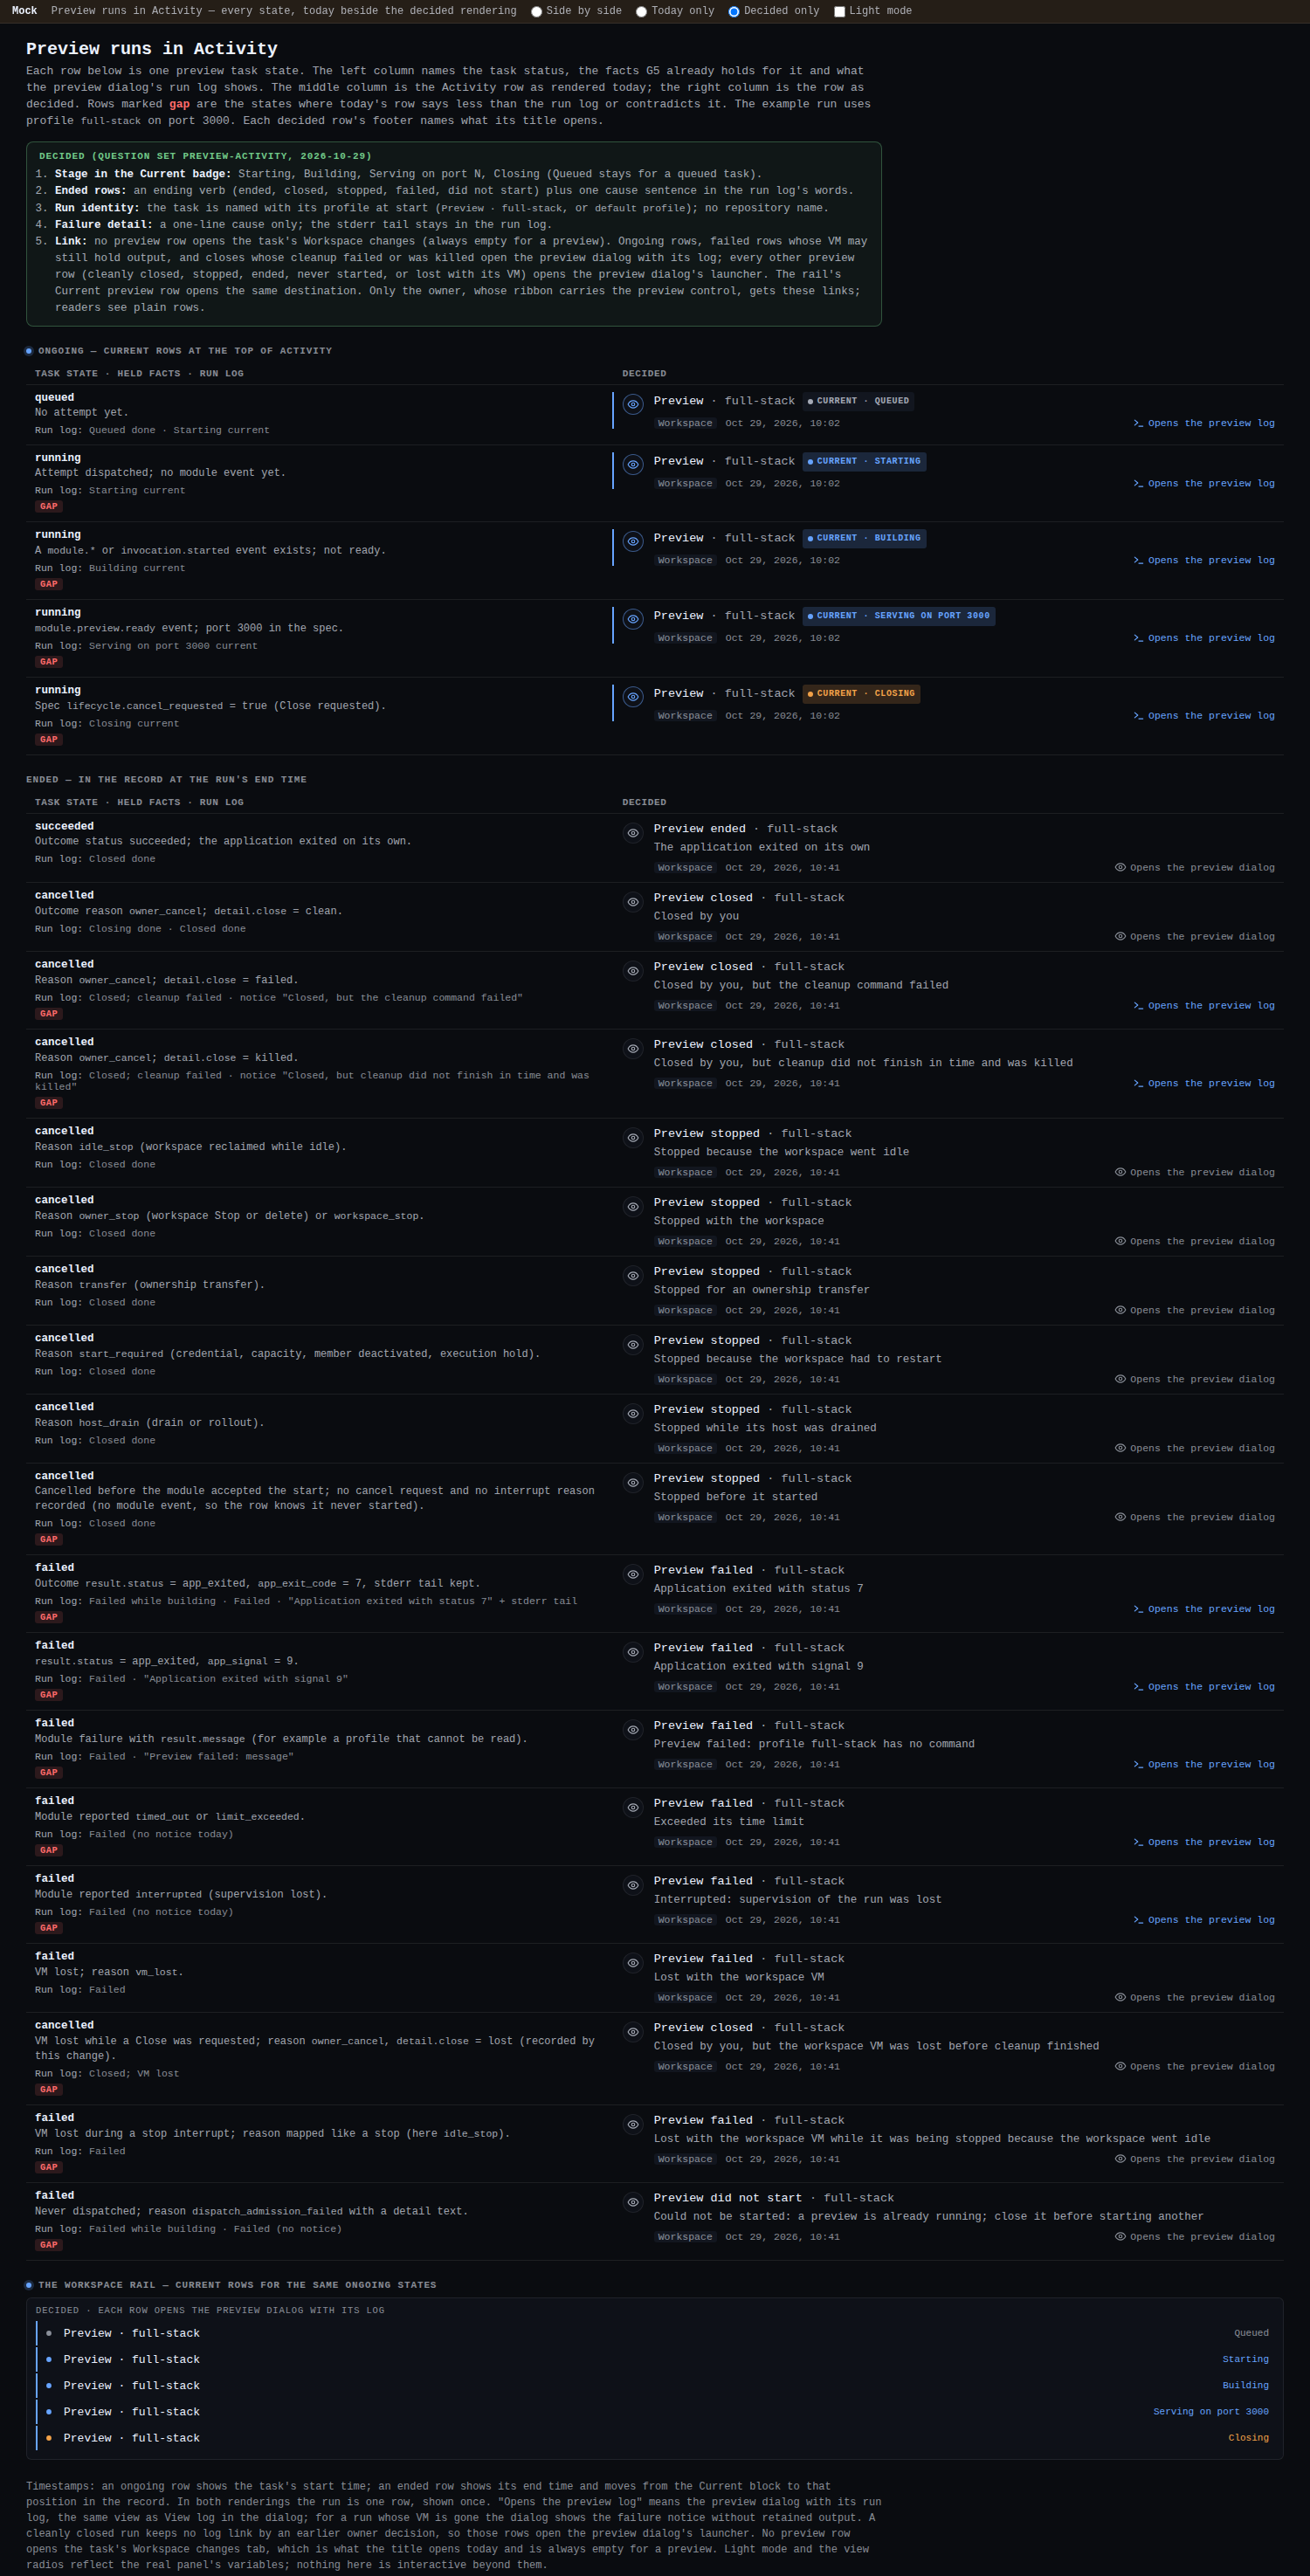 Mock Preview runs in Activity — every state, today beside the decided rendering Side by side Today only Decided only Light mode
Preview runs in Activity
Each row below is one preview task state. The left column names the task status, the facts G5 already holds for it and what
the preview dialog's run log shows. The middle column is the Activity row as rendered today; the right column is the row as
decided. Rows marked gap are the states where today's row says less than the run log or contradicts it. The example run uses
profile full-stack on port 3000. Each decided row's footer names what its title opens.
DECIDED (QUESTION SET PREVIEW-ACTIVITY, 2026-10-29)
1. Stage in the Current badge: Starting, Building, Serving on port N, Closing (Queued stays for a queued task).
2. Ended rows: an ending verb (ended, closed, stopped, failed, did not start) plus one cause sentence in the run log's words.
3. Run identity: the task is named with its profile at start (Preview · full-stack, or default profile); no repository name.
4. Failure detail: a one-line cause only; the stderr tail stays in the run log.
5. Link: no preview row opens the task's Workspace changes (always empty for a preview). Ongoing rows, failed rows whose VM may
still hold output, and closes whose cleanup failed or was killed open the preview dialog with its log; every other preview
row (cleanly closed, stopped, ended, never started, or lost with its VM) opens the preview dialog's launcher. The rail's
Current preview row opens the same destination. Only the owner, whose ribbon carries the preview control, gets these links;
readers see plain rows.
ONGOING — CURRENT ROWS AT THE TOP OF ACTIVITY
TASK STATE · HELD FACTS · RUN LOG
DECIDED
queued
No attempt yet.
Run log: Queued done · Starting current
Preview · full-stack CURRENT · QUEUED
Workspace Oct 29, 2026, 10:02 Opens the preview log
running
Attempt dispatched; no module event yet.
Run log: Starting current
GAP
Preview · full-stack CURRENT · STARTING
Workspace Oct 29, 2026, 10:02 Opens the preview log
running
A module.* or invocation.started event exists; not ready.
Run log: Building current
GAP
Preview · full-stack CURRENT · BUILDING
Workspace Oct 29, 2026, 10:02 Opens the preview log
running
module.preview.ready event; port 3000 in the spec.
Run log: Serving on port 3000 current
GAP
Preview · full-stack CURRENT · SERVING ON PORT 3000
Workspace Oct 29, 2026, 10:02 Opens the preview log
running
Spec lifecycle.cancel_requested = true (Close requested).
Run log: Closing current
GAP
Preview · full-stack CURRENT · CLOSING
Workspace Oct 29, 2026, 10:02 Opens the preview log
ENDED — IN THE RECORD AT THE RUN'S END TIME
TASK STATE · HELD FACTS · RUN LOG
DECIDED
succeeded
Outcome status succeeded; the application exited on its own.
Run log: Closed done
Preview ended · full-stack
The application exited on its own
Workspace Oct 29, 2026, 10:41 Opens the preview dialog
cancelled
Outcome reason owner_cancel; detail.close = clean.
Run log: Closing done · Closed done
Preview closed · full-stack
Closed by you
Workspace Oct 29, 2026, 10:41 Opens the preview dialog
cancelled
Reason owner_cancel; detail.close = failed.
Run log: Closed; cleanup failed · notice "Closed, but the cleanup command failed"
GAP
Preview closed · full-stack
Closed by you, but the cleanup command failed
Workspace Oct 29, 2026, 10:41 Opens the preview log
cancelled
Reason owner_cancel; detail.close = killed.
Run log: Closed; cleanup failed · notice "Closed, but cleanup did not finish in time and was
killed"
GAP
Preview closed · full-stack
Closed by you, but cleanup did not finish in time and was killed
Workspace Oct 29, 2026, 10:41 Opens the preview log
cancelled
Reason idle_stop (workspace reclaimed while idle).
Run log: Closed done
Preview stopped · full-stack
Stopped because the workspace went idle
Workspace Oct 29, 2026, 10:41 Opens the preview dialog
cancelled
Reason owner_stop (workspace Stop or delete) or workspace_stop.
Run log: Closed done
Preview stopped · full-stack
Stopped with the workspace
Workspace Oct 29, 2026, 10:41 Opens the preview dialog
cancelled
Reason transfer (ownership transfer).
Run log: Closed done
Preview stopped · full-stack
Stopped for an ownership transfer
Workspace Oct 29, 2026, 10:41 Opens the preview dialog
cancelled
Reason start_required (credential, capacity, member deactivated, execution hold).
Run log: Closed done
Preview stopped · full-stack
Stopped because the workspace had to restart
Workspace Oct 29, 2026, 10:41 Opens the preview dialog
cancelled
Reason host_drain (drain or rollout).
Run log: Closed done
Preview stopped · full-stack
Stopped while its host was drained
Workspace Oct 29, 2026, 10:41 Opens the preview dialog
cancelled
Cancelled before the module accepted the start; no cancel request and no interrupt reason
recorded (no module event, so the row knows it never started).
Run log: Closed done
GAP
Preview stopped · full-stack
Stopped before it started
Workspace Oct 29, 2026, 10:41 Opens the preview dialog
failed
Outcome result.status = app_exited, app_exit_code = 7, stderr tail kept.
Run log: Failed while building · Failed · "Application exited with status 7" + stderr tail
GAP
Preview failed · full-stack
Application exited with status 7
Workspace Oct 29, 2026, 10:41 Opens the preview log
failed
result.status = app_exited, app_signal = 9.
Run log: Failed · "Application exited with signal 9"
GAP
Preview failed · full-stack
Application exited with signal 9
Workspace Oct 29, 2026, 10:41 Opens the preview log
failed
Module failure with result.message (for example a profile that cannot be read).
Run log: Failed · "Preview failed: message"
GAP
Preview failed · full-stack
Preview failed: profile full-stack has no command
Workspace Oct 29, 2026, 10:41 Opens the preview log
failed
Module reported timed_out or limit_exceeded.
Run log: Failed (no notice today)
GAP
Preview failed · full-stack
Exceeded its time limit
Workspace Oct 29, 2026, 10:41 Opens the preview log
failed
Module reported interrupted (supervision lost).
Run log: Failed (no notice today)
GAP
Preview failed · full-stack
Interrupted: supervision of the run was lost
Workspace Oct 29, 2026, 10:41 Opens the preview log
failed
VM lost; reason vm_lost.
Run log: Failed
Preview failed · full-stack
Lost with the workspace VM
Workspace Oct 29, 2026, 10:41 Opens the preview dialog
cancelled
VM lost while a Close was requested; reason owner_cancel, detail.close = lost (recorded by
this change).
Run log: Closed; VM lost
GAP
Preview closed · full-stack
Closed by you, but the workspace VM was lost before cleanup finished
Workspace Oct 29, 2026, 10:41 Opens the preview dialog
failed
VM lost during a stop interrupt; reason mapped like a stop (here idle_stop).
Run log: Failed
GAP
Preview failed · full-stack
Lost with the workspace VM while it was being stopped because the workspace went idle
Workspace Oct 29, 2026, 10:41 Opens the preview dialog
failed
Never dispatched; reason dispatch_admission_failed with a detail text.
Run log: Failed while building · Failed (no notice)
GAP
Preview did not start · full-stack
Could not be started: a preview is already running; close it before starting another
Workspace Oct 29, 2026, 10:41 Opens the preview dialog
THE WORKSPACE RAIL — CURRENT ROWS FOR THE SAME ONGOING STATES
DECIDED · EACH ROW OPENS THE PREVIEW DIALOG WITH ITS LOG
Preview · full-stack Queued
Preview · full-stack Starting
Preview · full-stack Building
Preview · full-stack Serving on port 3000
Preview · full-stack Closing
Timestamps: an ongoing row shows the task's start time; an ended row shows its end time and moves from the Current block to that
position in the record. In both renderings the run is one row, shown once. "Opens the preview log" means the preview dialog with its run
log, the same view as View log in the dialog; for a run whose VM is gone the dialog shows the failure notice without retained output. A
cleanly closed run keeps no log link by an earlier owner decision, so those rows open the preview dialog's launcher. No preview row
opens the task's Workspace changes tab, which is what the title opens today and is always empty for a preview. Light mode and the view
radios reflect the real panel's variables; nothing here is interactive beyond them.